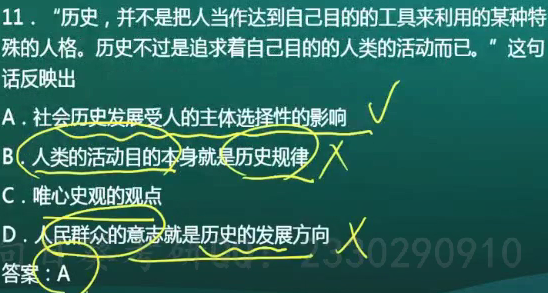 11．“历史，并不是把人当作达到自己目的的工具来利用的某种特
殊的人格。历史不过是追求着自己目的的人类的活动而已。”这句
话反映出
A．社会历史发展受人的主体选择性的影响
B．人类的活动目的本身就是历史规律
C．唯心史观的观点
D．人民群众的意志就是历史的发展方向
2330290910
答案：A